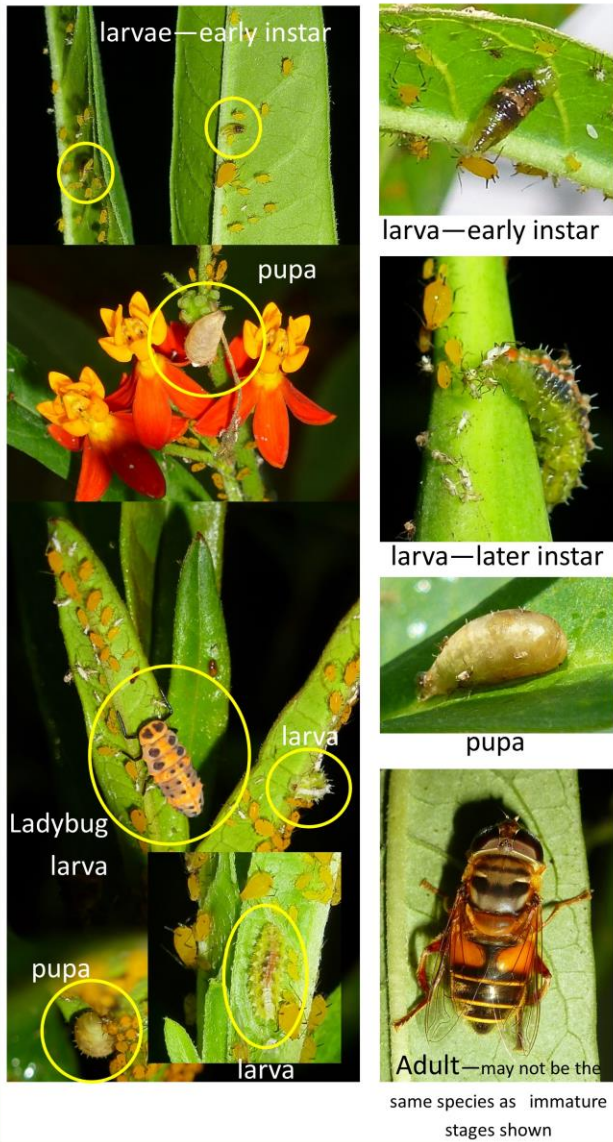 larvae—early instar
pupa
Ladybug
larva
larva
pupa
larva
larva—early instar
larva—later instar
pupa
Adult—may not be the
same species as immature
stages shown